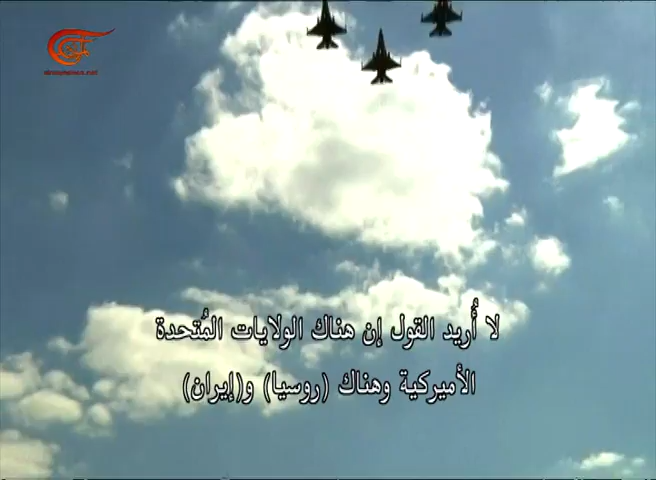 لا أُريد القول إن هناك الولايات المُتحدة
الأميركية وهناك (روسيا) و(إيران)